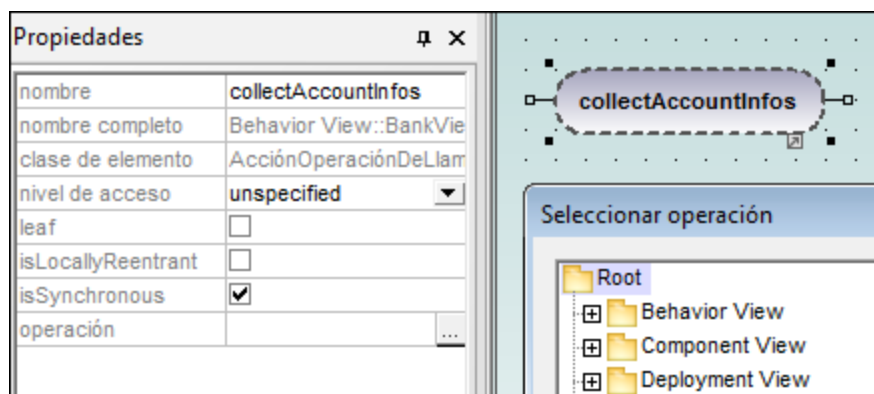 Propiedades
nombre collectAccountInfos
nombre completo Behavior View::BankVie
clase de elemento AcciónOperaciónDeLlam
nivel de acceso unspecified
leaf
isLocallyReentrant
isSynchronous
operación ...
collectAccountInfos
Seleccionar operación
Root
Behavior View
Component View
Deployment View